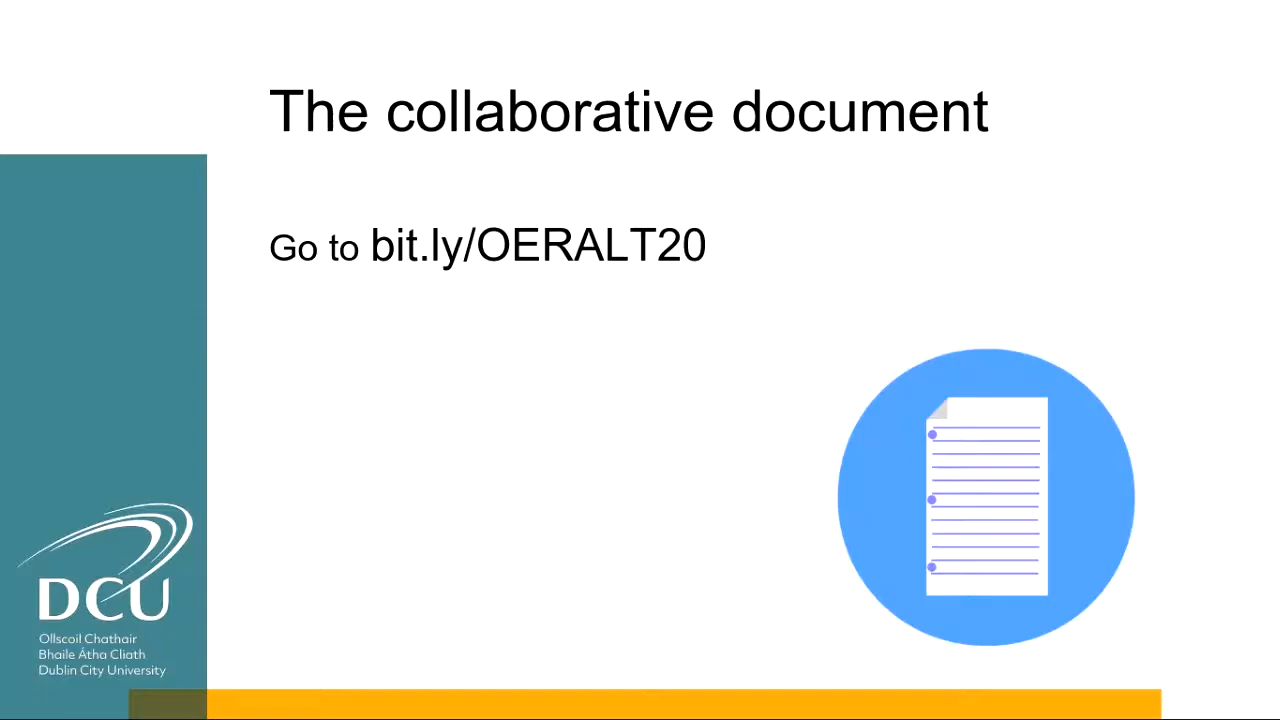 The collaborative document
Go to bit.ly/OERALT20
DCU
Ollscoil Chathair
Bhaile Átha Cliath
Dublin City University